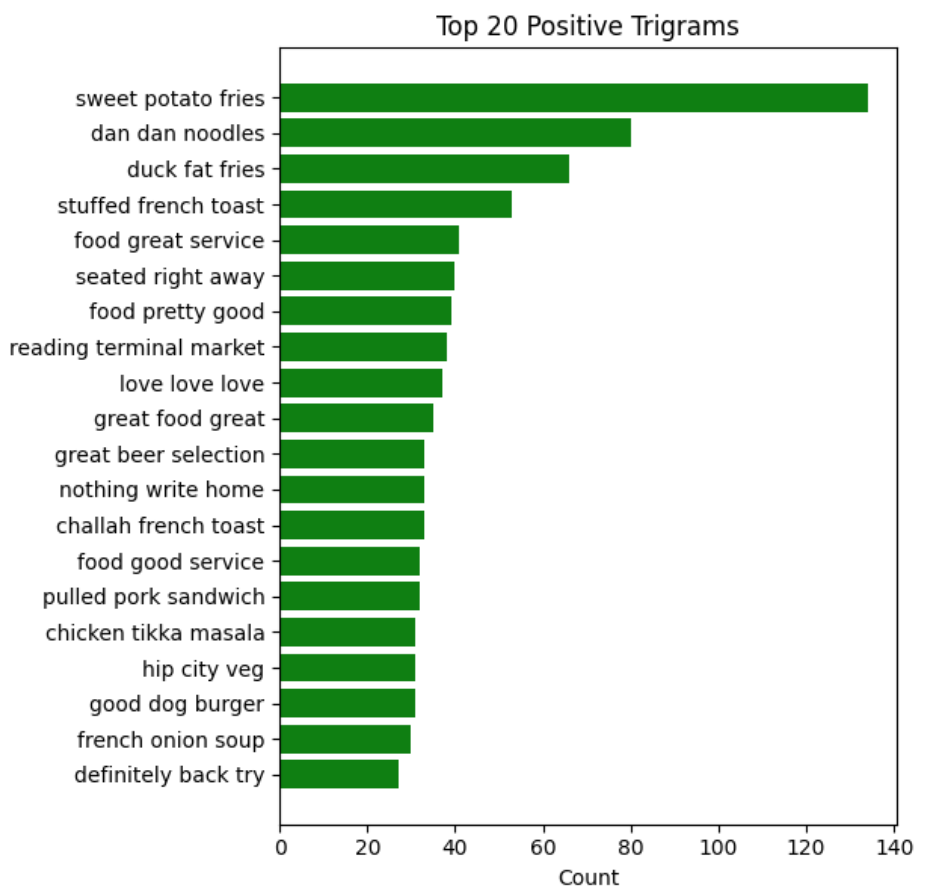 Top 20 Positive Trigrams
sweet potato fries
dan dan noodles
duck fat fries
stuffed french toast
food great service
seated right away
food pretty good
reading terminal market
love love love
great food great
great beer selection
nothing write home
challah french toast
food good service
pulled pork sandwich
chicken tikka masala
hip city veg
good dog burger
french onion soup
definitely back try
0 20 40 60 80 100 120 140
Count